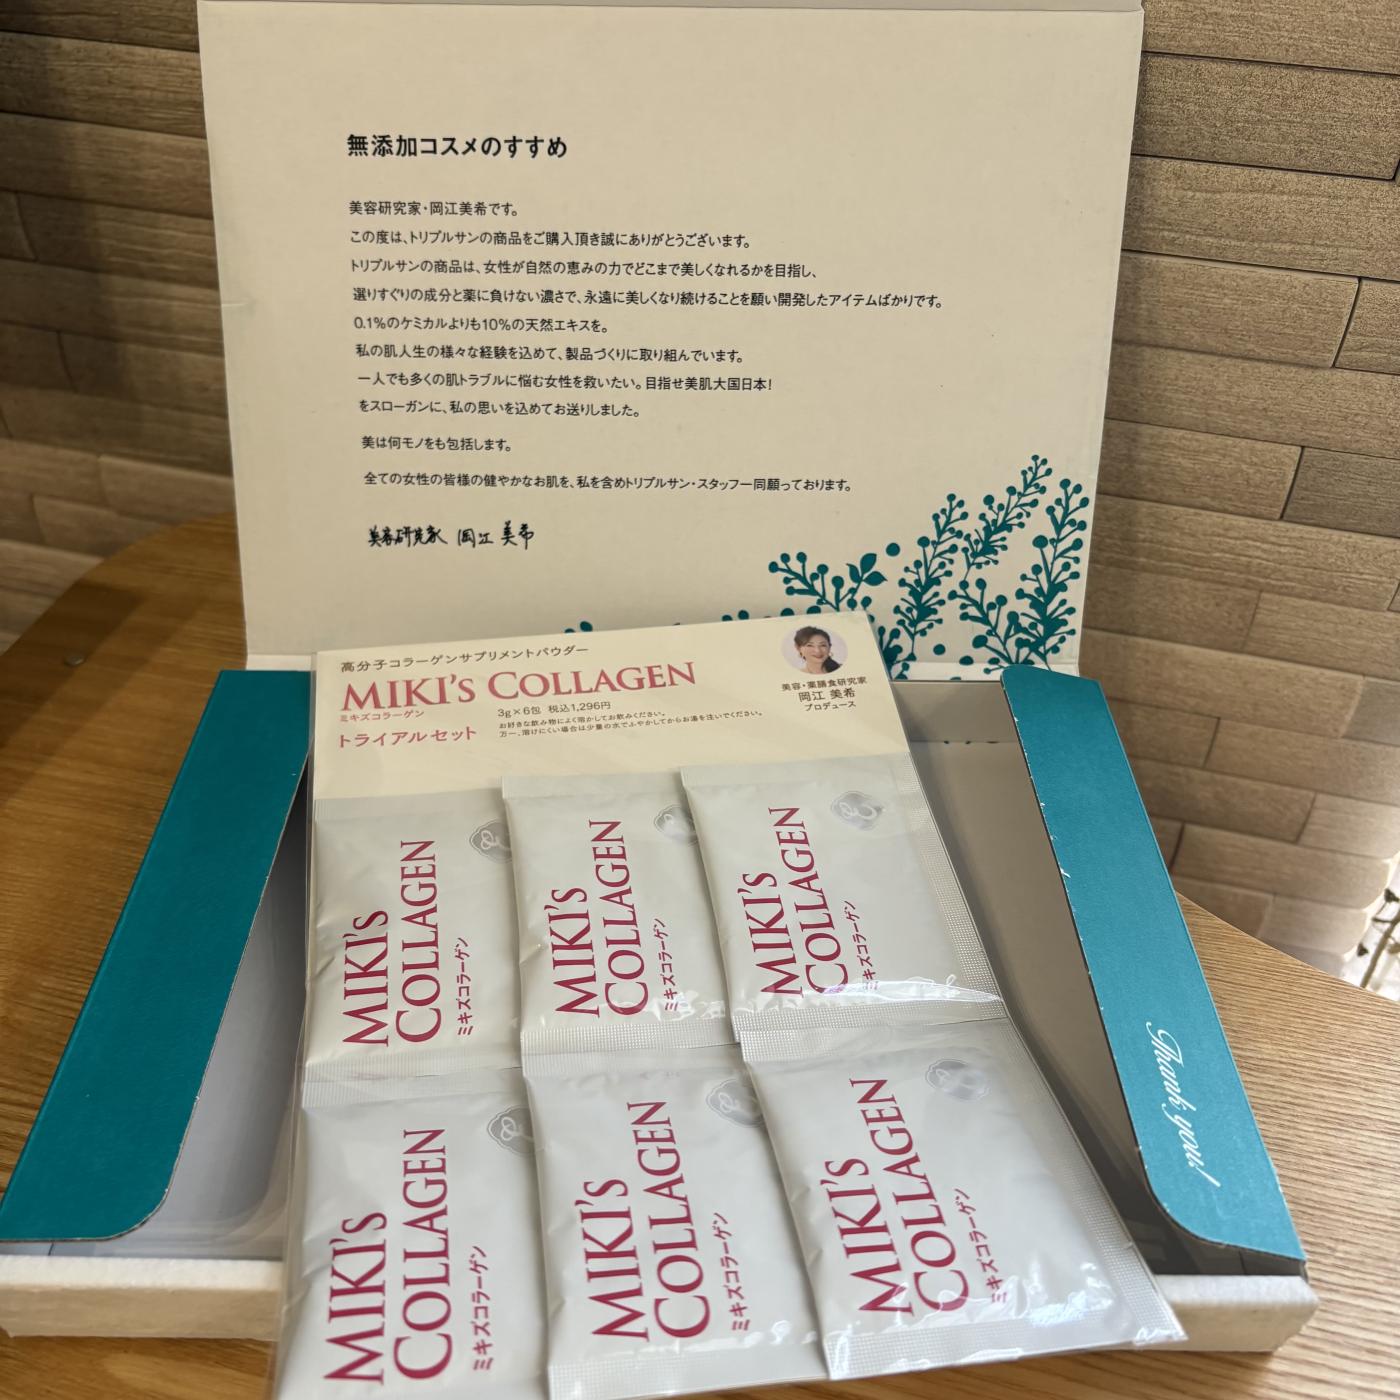 無添加コスメのすすめ
美容研究家・岡江美希です。
この度は、トリプルサンの商品をご購入頂き誠にありがとうございます。
トリプルサンの商品は、女性が自然の恵みの力でどこまで美しくなれるかを目指し、
選りすぐりの成分と薬に負けない濃さで、永遠に美しくなり続けることを願い開発したアイテムばかりです。
0.1%のケミカルよりも10%の天然エキスを。
私の肌人生の様々な経験を込めて、製品づくりに取り組んでいます。
一人でも多くの肌トラブルに悩む女性を救いたい。目指せ美肌大国日本!
をスローガンに、私の思いを込めてお送りしました。
美は何モノをも包括します。
全ての女性の皆様の健やかなお肌を、私を含めトリプルサン・スタッフ一同願っております。
美容研究家 岡江 美希
高分子コラーゲンサプリメントパウダー
MIKI'S COLLAGEN
ミキズコラーゲン
トライアルセット
3g×6包 税込1,296円
お好きな飲み物によく溶かしてお飲みください。
万一、溶けにくい場合は少量の水でふやかしてからお湯を注いでください。
美容・薬膳食研究家
岡江 美希
プロデュース
MIKI'S
COLLAGEN
ミキズコラーゲン
MIKI'S
COLLAGEN
ミキズコラーゲン
MIKI'S
COLLAGEN
ミキズコラーゲン
MIKI'S
COLLAGEN
ミキズコラーゲン
MIKI'S
COLLAGEN
ミキズコラーゲン
MIKI'S
COLLAGEN
ミキズコラーゲン
Thank you!